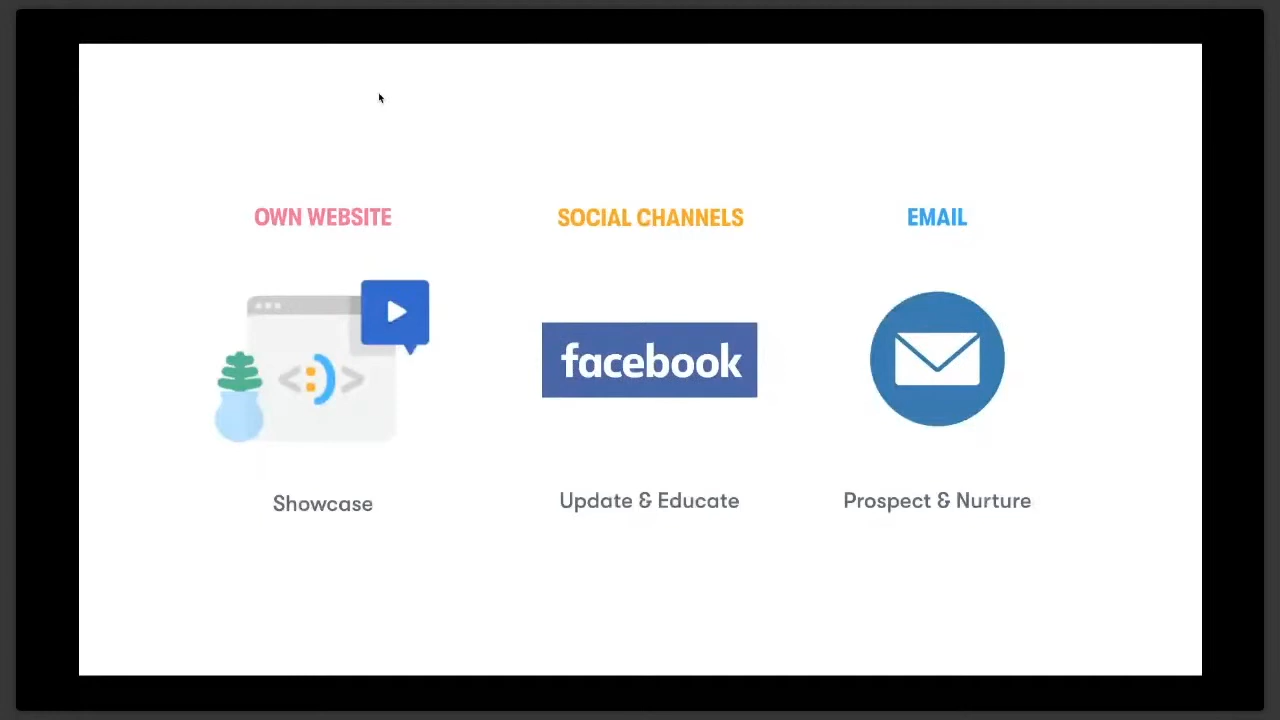 OWN WEBSITE
SOCIAL CHANNELS
EMAIL
facebook
Showcase
Update & Educate
Prospect & Nurture